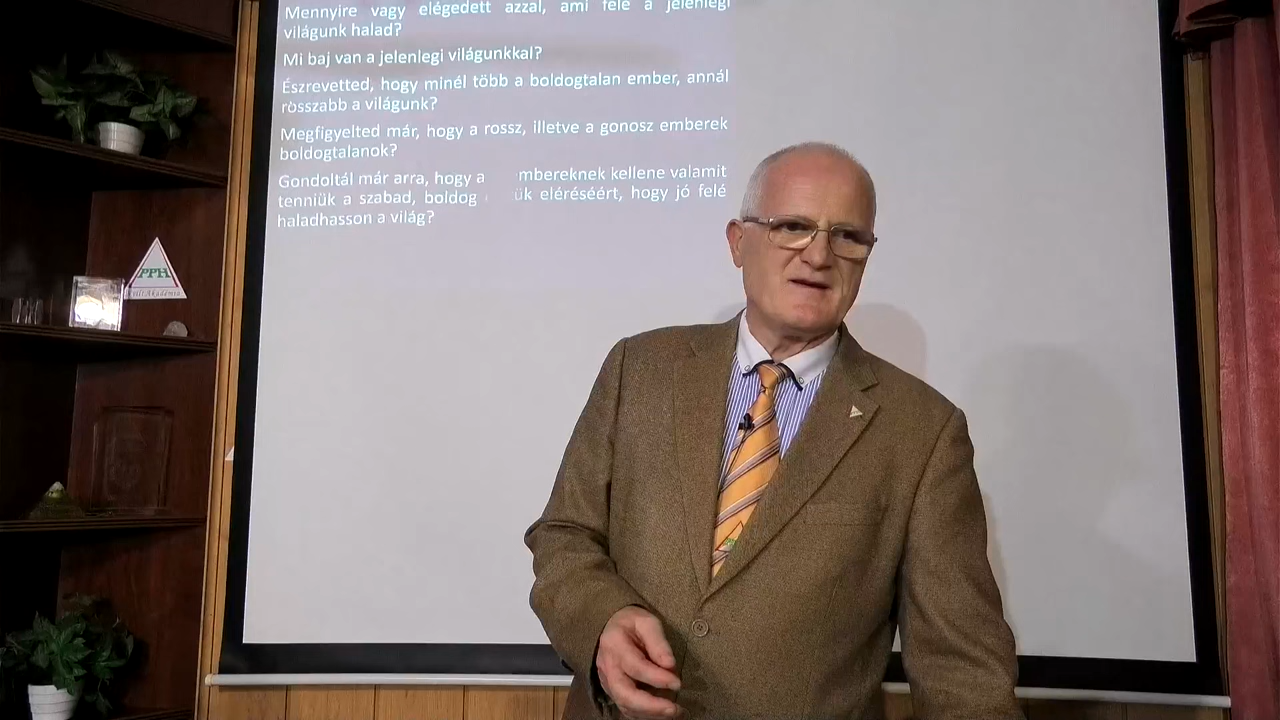 Mennyire vagy elégedett azzal, ami felé a jelenlegi
világunk halad?
Mi baj van a jelenlegi világunkkal?
Észrevetted, hogy minél több a boldogtalan ember, annál
rosszabb a világunk?
Megfigyelted már, hogy a rossz, illetve a gonosz emberek
boldogtalanok?
Gondoltál már arra, hogy a mbereknek kellene valamit
tenniük a szabad, boldog ük eléréséért, hogy jó felé
haladhasson a világ?
PPH
Akadémia